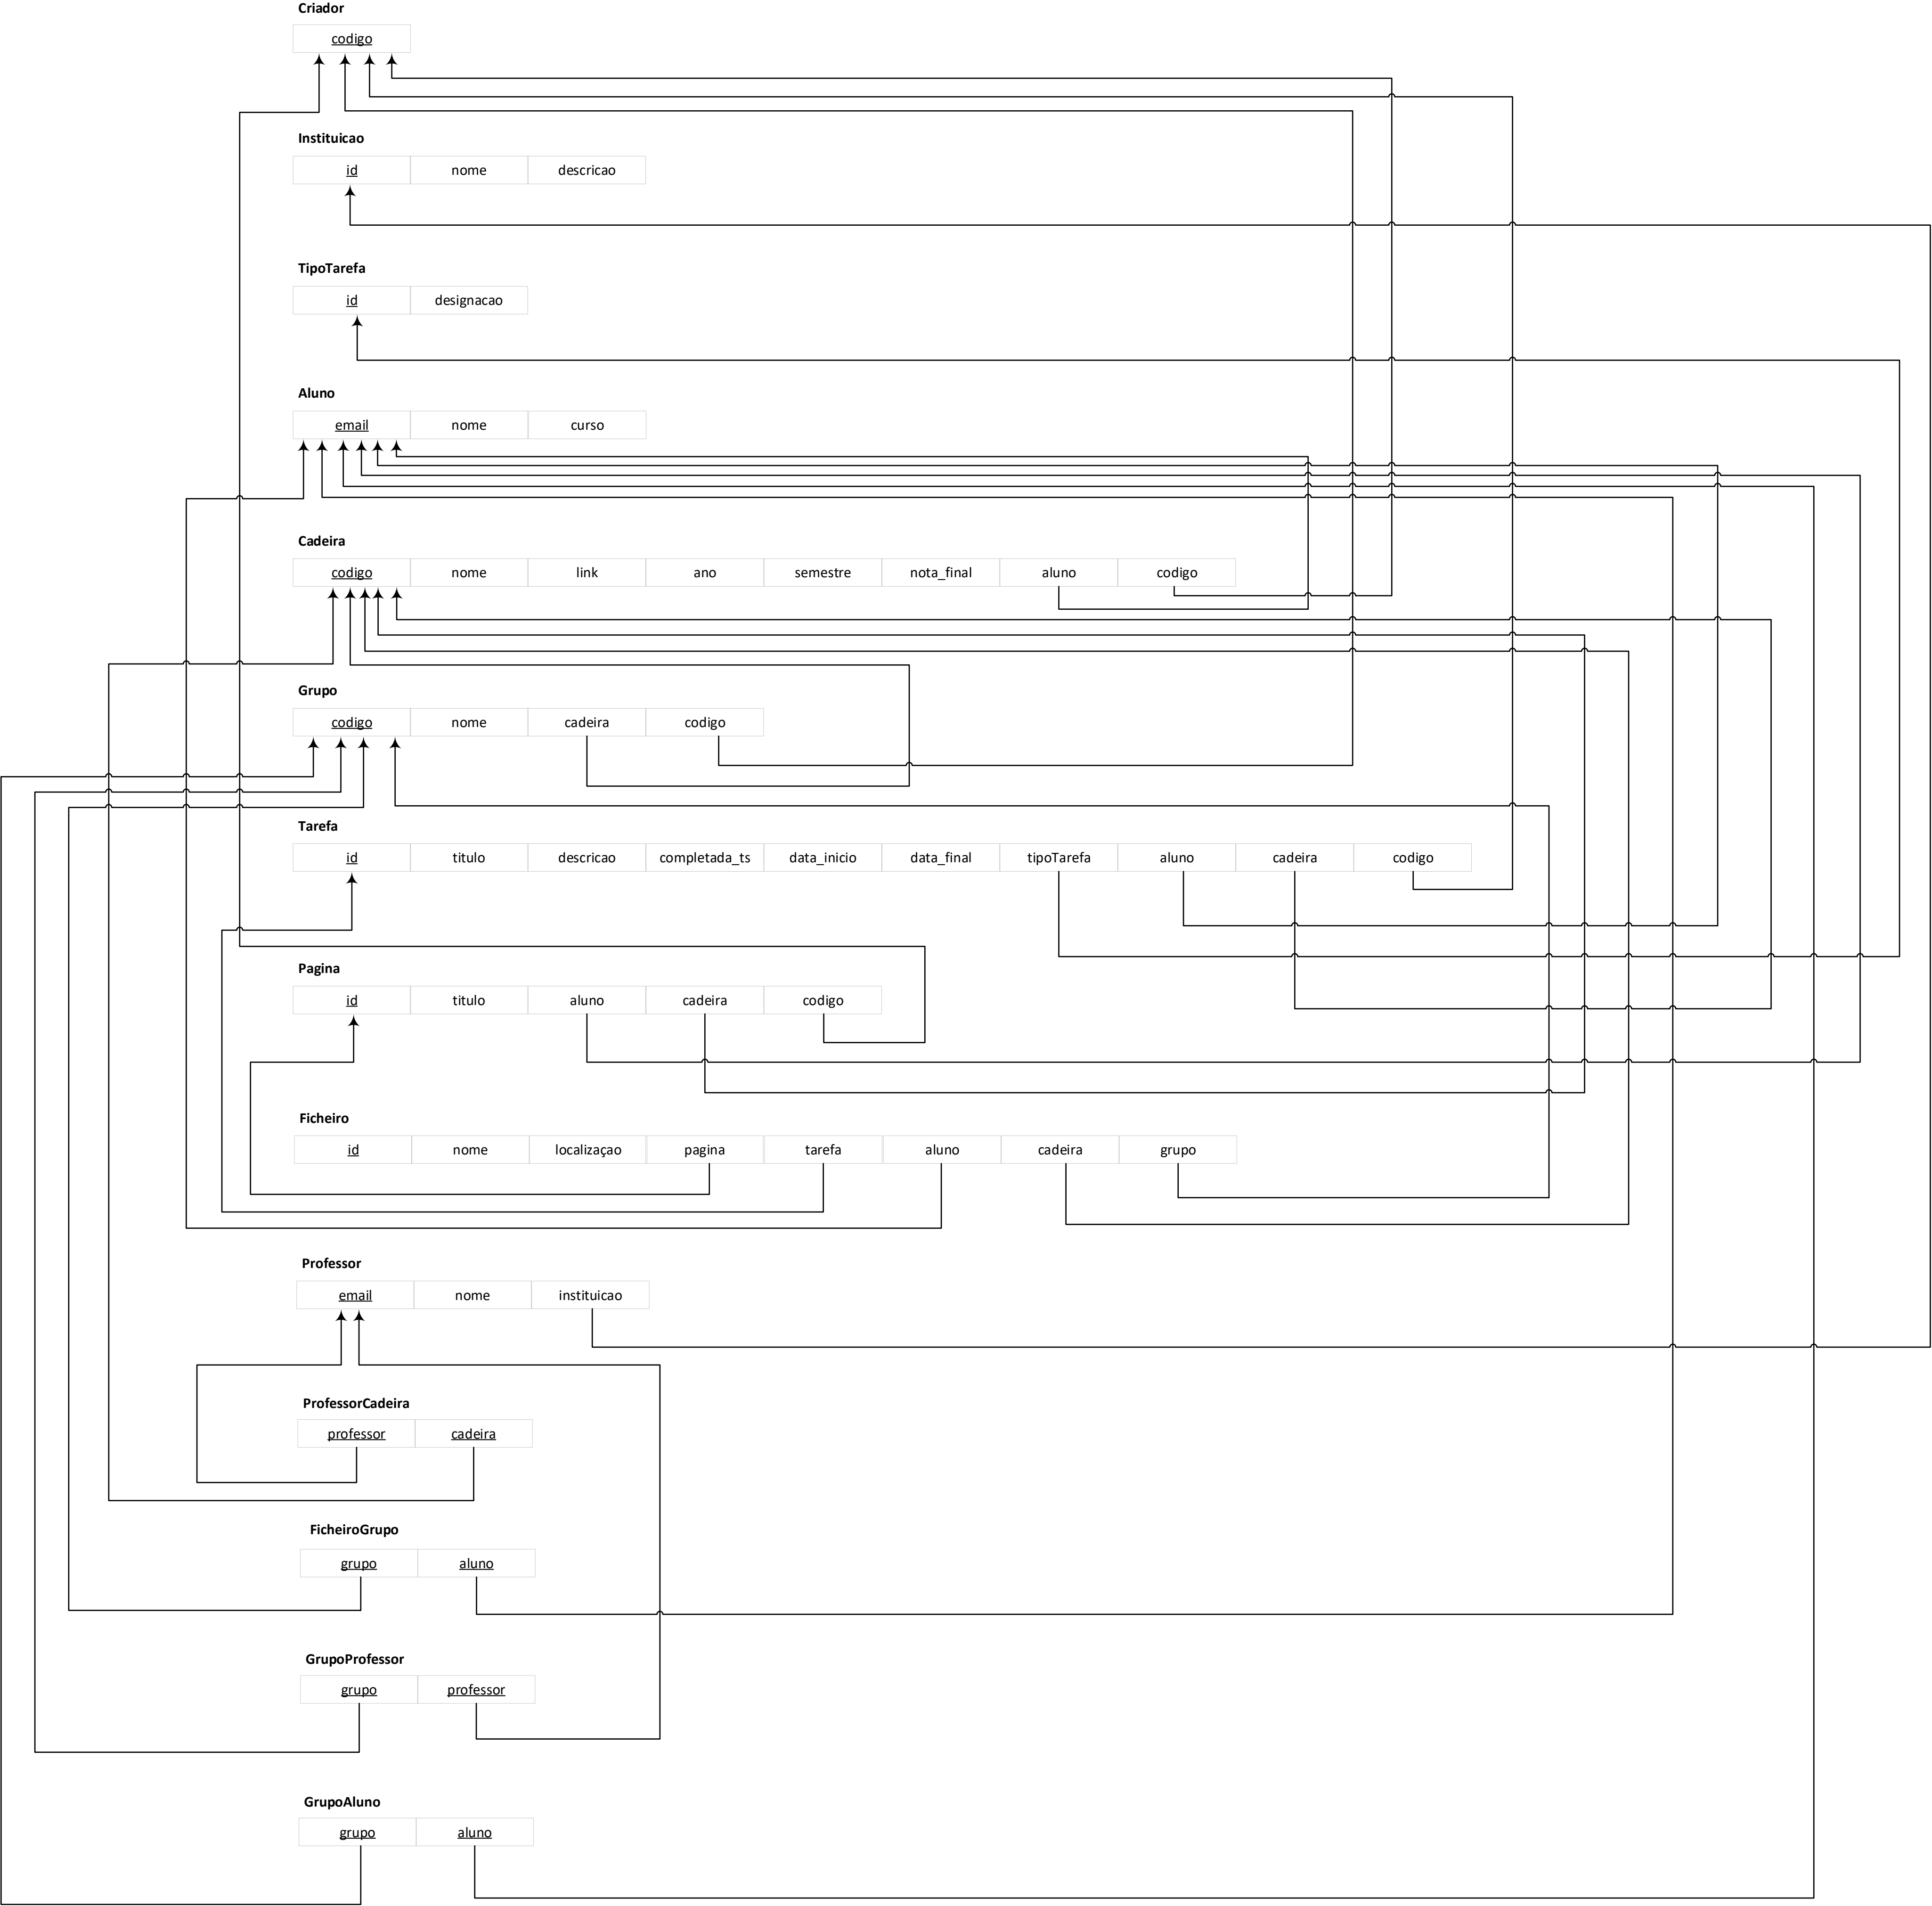 Criador
codigo
Instituicao
id nome descricao
TipoTarefa
id designacao
Aluno
email nome curso
Cadeira
codigo nome link ano semestre nota_final aluno codigo
Grupo
codigo nome cadeira codigo
Tarefa
id titulo descricao completada_ts data_inicio data_final tipoTarefa aluno cadeira codigo
Pagina
id titulo aluno cadeira codigo
Ficheiro
id nome localizaçao pagina tarefa aluno cadeira grupo
Professor
email nome instituicao
ProfessorCadeira
professor cadeira
FicheiroGrupo
grupo aluno
GrupoProfessor
grupo professor
GrupoAluno
grupo aluno